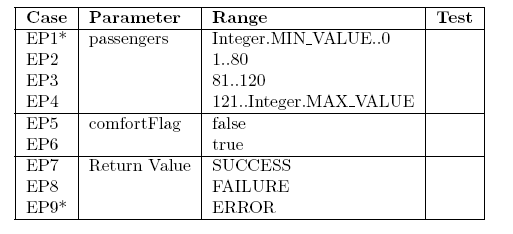 Case Parameter Range Test
EP1* passengers Integer.MIN_VALUE..0
EP2 1..80
EP3 81..120
EP4 121..Integer.MAX_VALUE
EP5 comfortFlag false
EP6 true
EP7 Return Value SUCCESS
EP8 FAILURE
EP9* ERROR